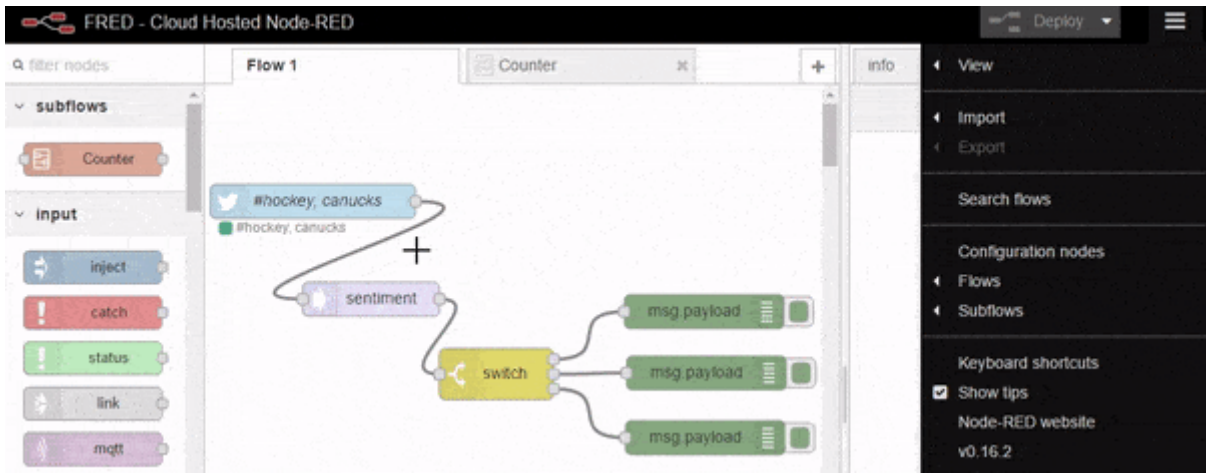 FRED - Cloud Hosted Node-RED
Deploy
filter nodes
Flow 1
Counter
+
info
subflows
Counter
input
inject
catch
status
link
mqtt
#hockey, canucks
#hockey, canucks
sentiment
switch
msg.payload
msg.payload
msg.payload
View
Import
Export
Search flows
Configuration nodes
Flows
Subflows
Keyboard shortcuts
Show tips
Node-RED website
v0.16.2